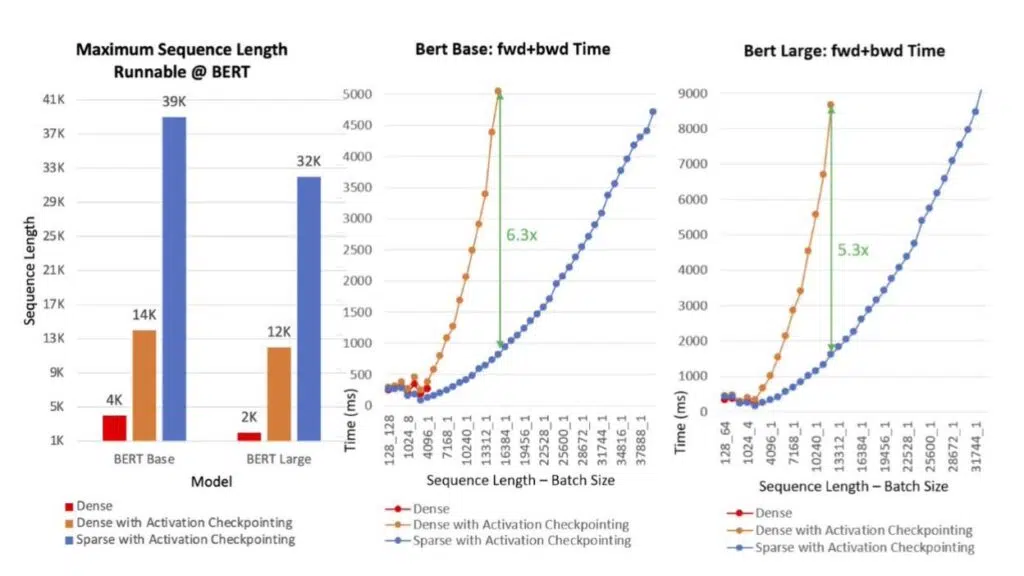 Maximum Sequence Length
Runnable @ BERT
41K
37K
33K
29K
25K
21K
17K
13K
9K
5K
1K
Sequence Length
4K
14K
39K
2K
12K
32K
BERT Base
BERT Large
Model
Dense
Dense with Activation Checkpointing
Sparse with Activation Checkpointing
Bert Base: fwd+bwd Time
5000
4500
4000
3500
3000
2500
2000
1500
1000
500
0
Time (ms)
6.3x
128_128
1024_8
4096_1
7168_1
10240_1
13312_1
16384_1
19456_1
22528_1
25600_1
28672_1
31744_1
34816_1
37888_1
Sequence Length – Batch Size
Dense
Dense with Activation Checkpointing
Sparse with Activation Checkpointing
Bert Large: fwd+bwd Time
9000
8000
7000
6000
5000
4000
3000
2000
1000
0
Time (ms)
5.3x
128_64
1024_4
4096_1
7168_1
10240_1
13312_1
16384_1
19456_1
22528_1
25600_1
28672_1
31744_1
Sequence Length – Batch Size
Dense
Dense with Activation Checkpointing
Sparse with Activation Checkpointing